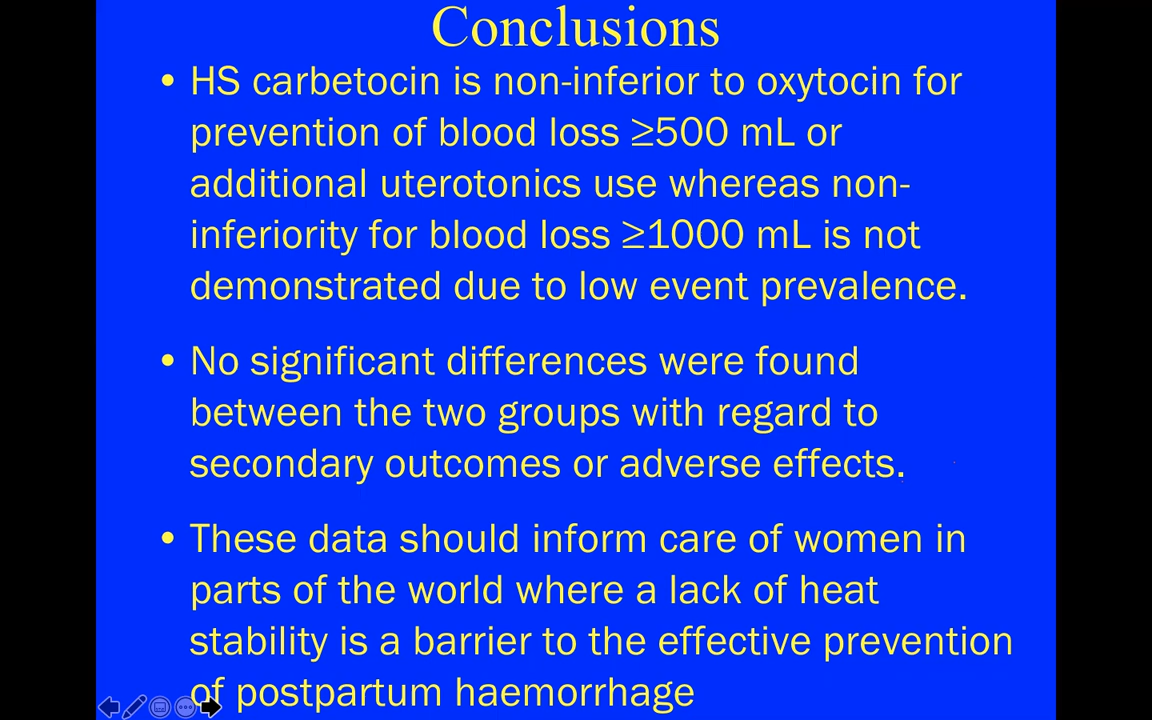 Conclusions
• HS carbetocin is non-inferior to oxytocin for
prevention of blood loss ≥500 mL or
additional uterotonics use whereas non-
inferiority for blood loss ≥1000 mL is not
demonstrated due to low event prevalence.
• No significant differences were found
between the two groups with regard to
secondary outcomes or adverse effects.
• These data should inform care of women in
parts of the world where a lack of heat
stability is a barrier to the effective prevention
of postpartum haemorrhage